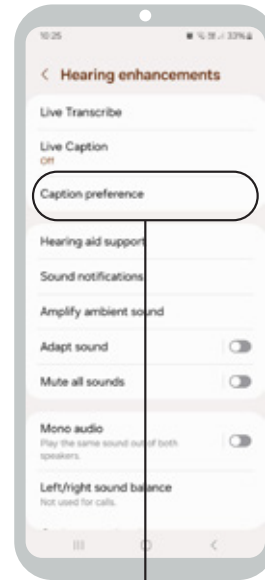 10:25
33%
Hearing enhancements
Live Transcribe
Live Caption
Off
Caption preference
Hearing aid support
Sound notifications
Amplify ambient sound
Adapt sound
Mute all sounds
Mono audio
Play the same sound out of both
speakers.
Left/right sound balance
Not used for calls.